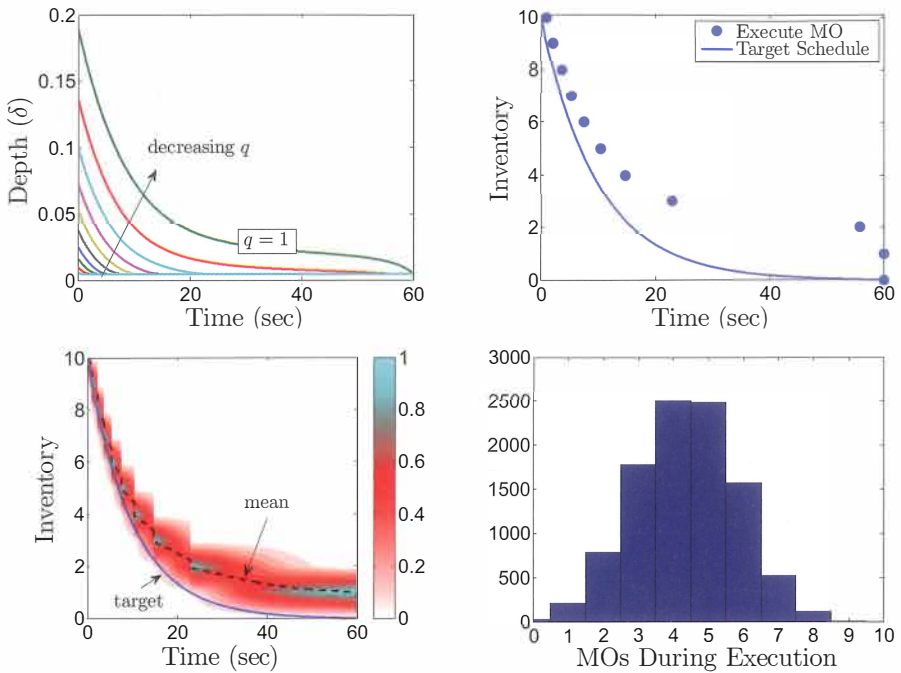 0.2
0.15
0.1
0.05
0
Depth (δ)
decreasing q
q = 1
0 10 20 30 40 50 60
Time (sec)
10
8
6
4
2
0
Inventory
Execute MO
Target Schedule
0 20 40 60
Time (sec)
10
8
6
4
2
0
Inventory
mean
target
0 20 40 60
Time (sec)
1
0.8
0.6
0.4
0.2
0
3000
2500
2000
1500
1000
500
0
0 1 2 3 4 5 6 7 8 9 10
MOs During Execution